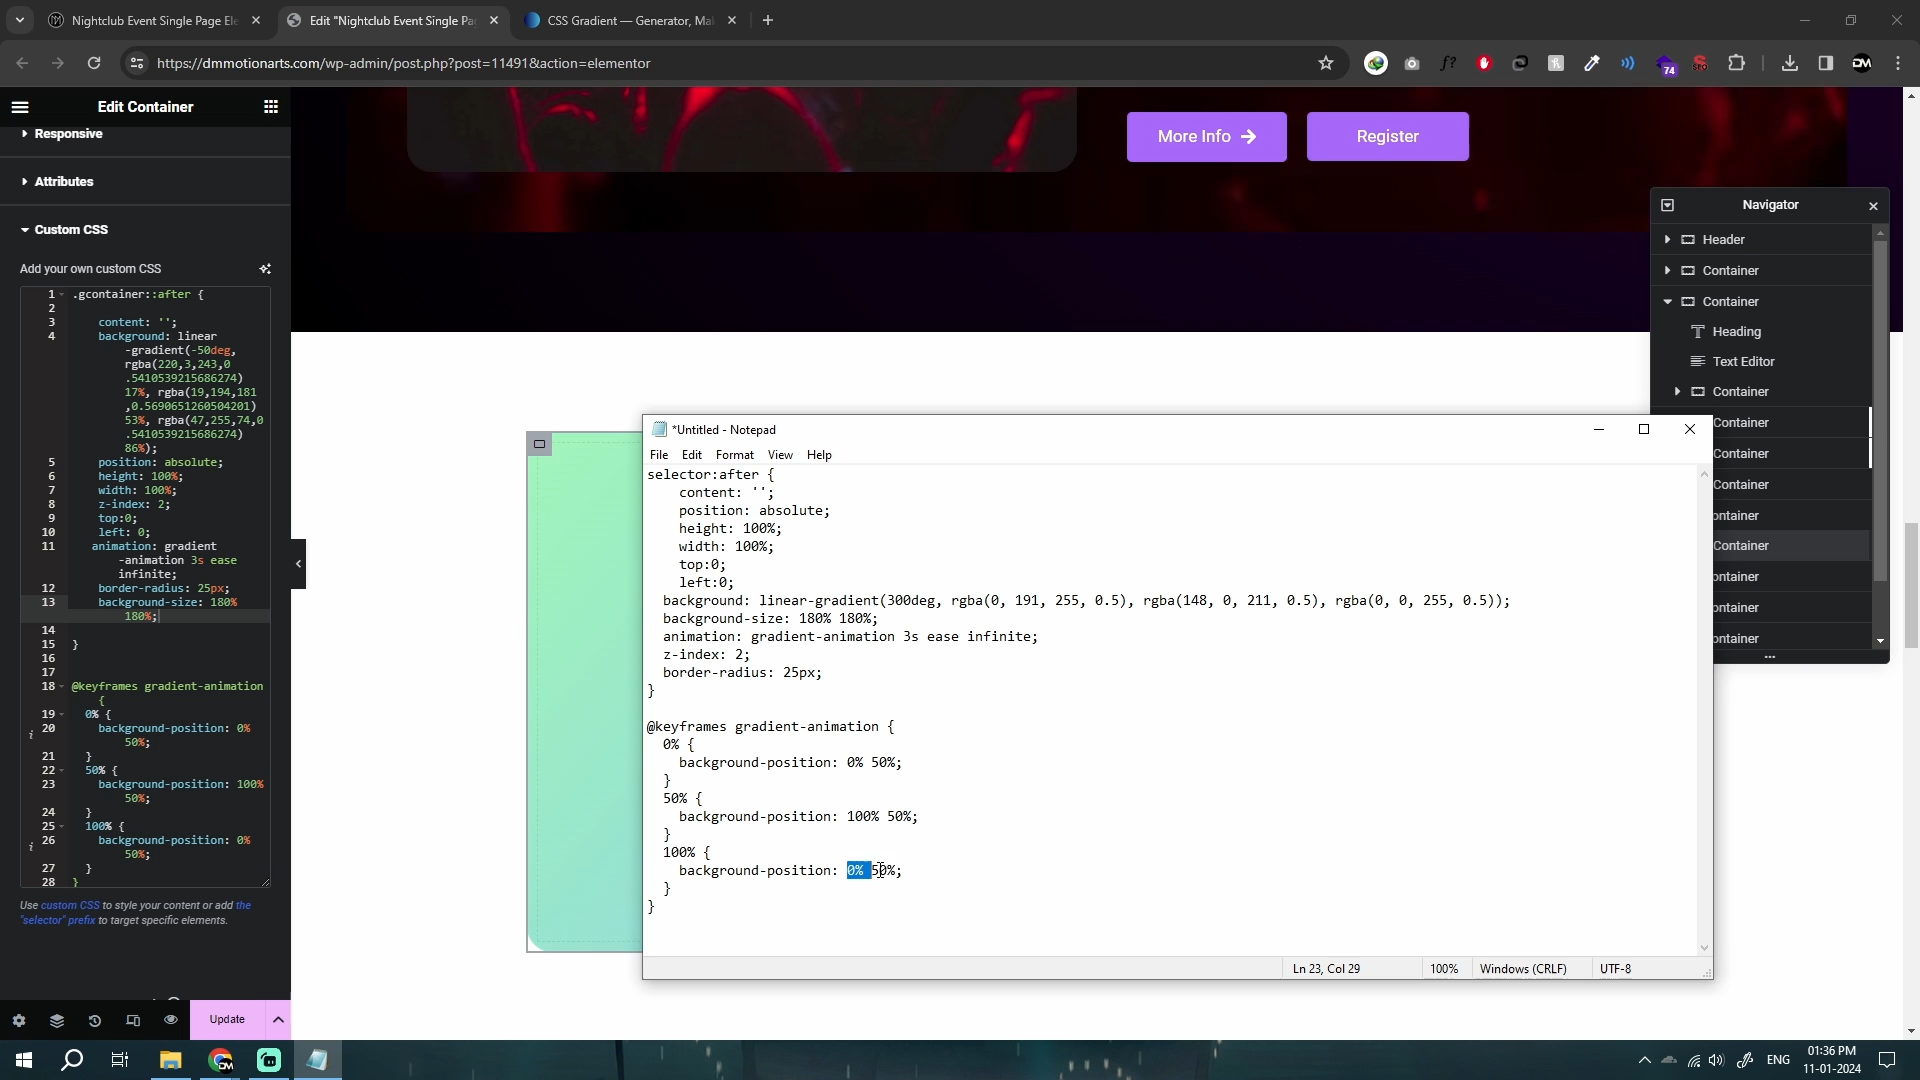 Nightclub Event Single Page Ele
Edit "Nightclub Event Single Pa
CSS Gradient — Generator, Mak
https://dmmotionarts.com/wp-admin/post.php?post=11491&action=elementor
f?
74
DM
Edit Container
Responsive
Attributes
Custom CSS
Add your own custom CSS
1 .gcontainer::after {
2
3 content: '';
4 background: linear
-gradient(-50deg,
rgba(220,3,243,0
.5410539215686274)
17%, rgba(19,194,181
,0.5690651260504201)
53%, rgba(47,255,74,0
.5410539215686274)
86%);
5 position: absolute;
6 height: 100%;
7 width: 100%;
8 z-index: 2;
9 top:0;
10 left: 0;
11 animation: gradient
-animation 3s ease
infinite;
12 border-radius: 25px;
13 background-size: 180%
180%;
14
15 }
16
17
18 @keyframes gradient-animation
{
19 0% {
20 background-position: 0%
50%;
21 }
22 50% {
23 background-position: 100%
50%;
24 }
25 100% {
26 background-position: 0%
50%;
27 }
28 }
Use custom CSS to style your content or add the
"selector" prefix to target specific elements.
Update
More Info
Register
Navigator
Header
Container
Container
Heading
Text Editor
Container
Container
Container
Container
ontainer
Container
ontainer
ontainer
ontainer
*Untitled - Notepad
File Edit Format View Help
selector:after {
content: '';
position: absolute;
height: 100%;
width: 100%;
top:0;
left:0;
background: linear-gradient(300deg, rgba(0, 191, 255, 0.5), rgba(148, 0, 211, 0.5), rgba(0, 0, 255, 0.5));
background-size: 180% 180%;
animation: gradient-animation 3s ease infinite;
z-index: 2;
border-radius: 25px;
}
@keyframes gradient-animation {
0% {
background-position: 0% 50%;
}
50% {
background-position: 100% 50%;
}
100% {
background-position: 0% 50%;
}
}
Ln 23, Col 29
100%
Windows (CRLF)
UTF-8
ENG
01:36 PM
11-01-2024